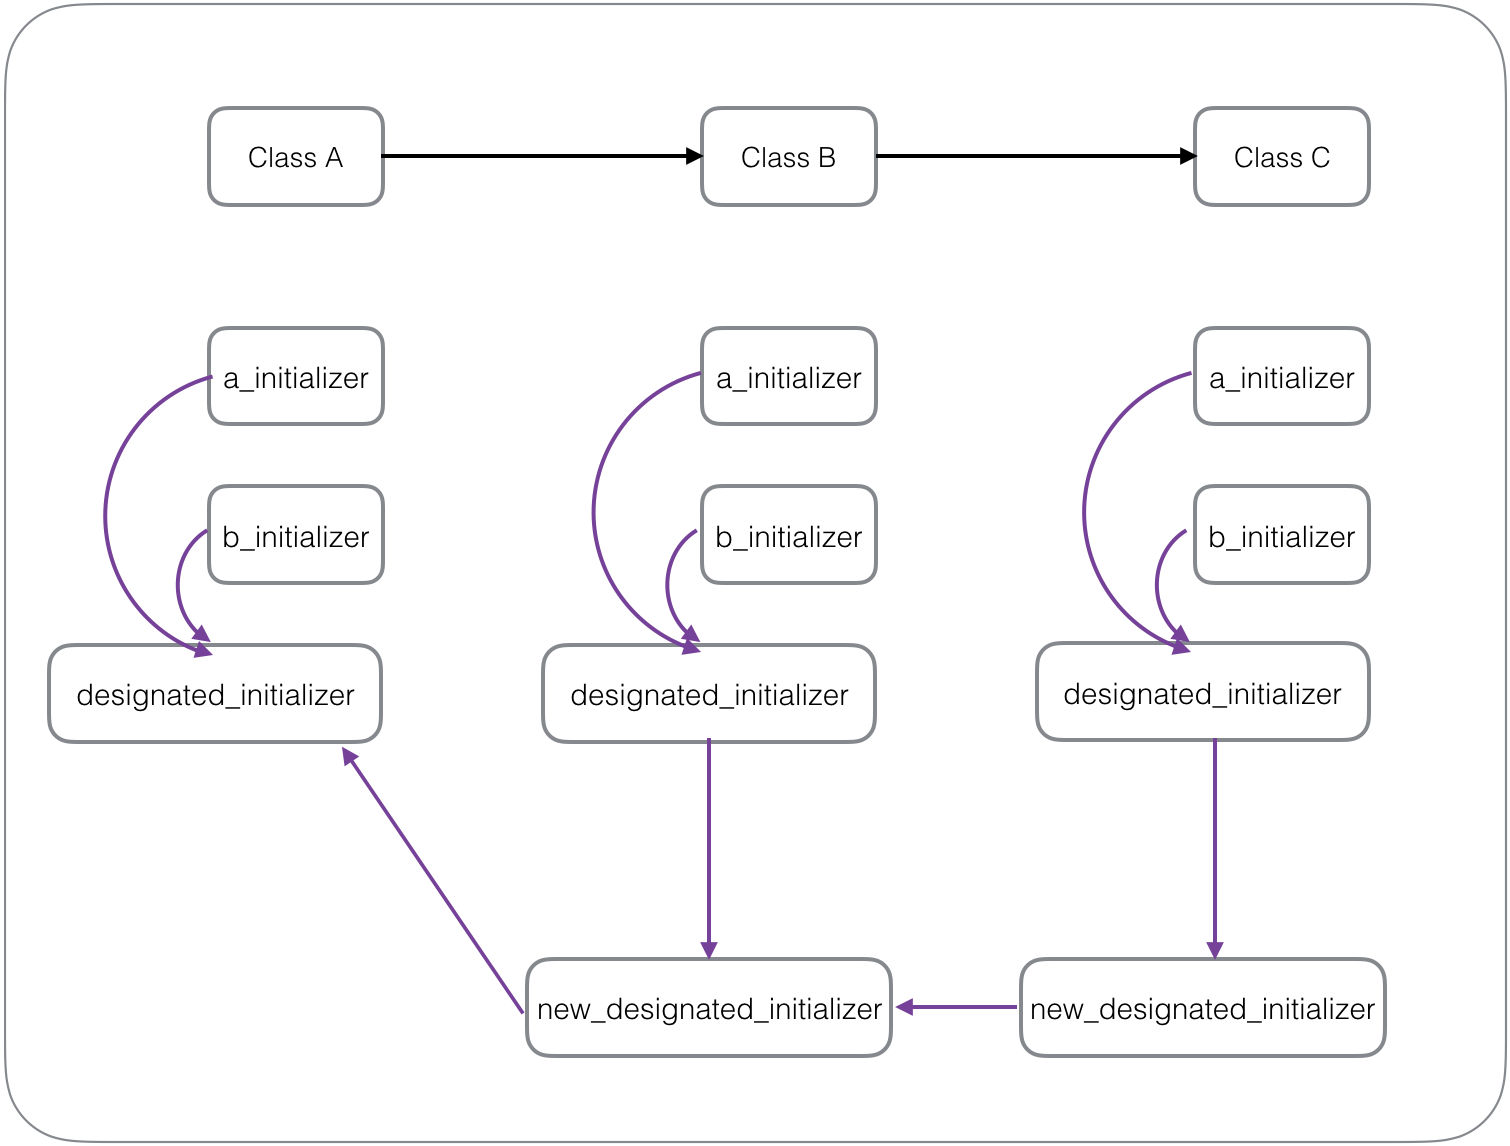 Class A
Class B
Class C
a_initializer
a_initializer
a_initializer
b_initializer
b_initializer
b_initializer
designated_initializer
designated_initializer
designated_initializer
new_designated_initializer
new_designated_initializer